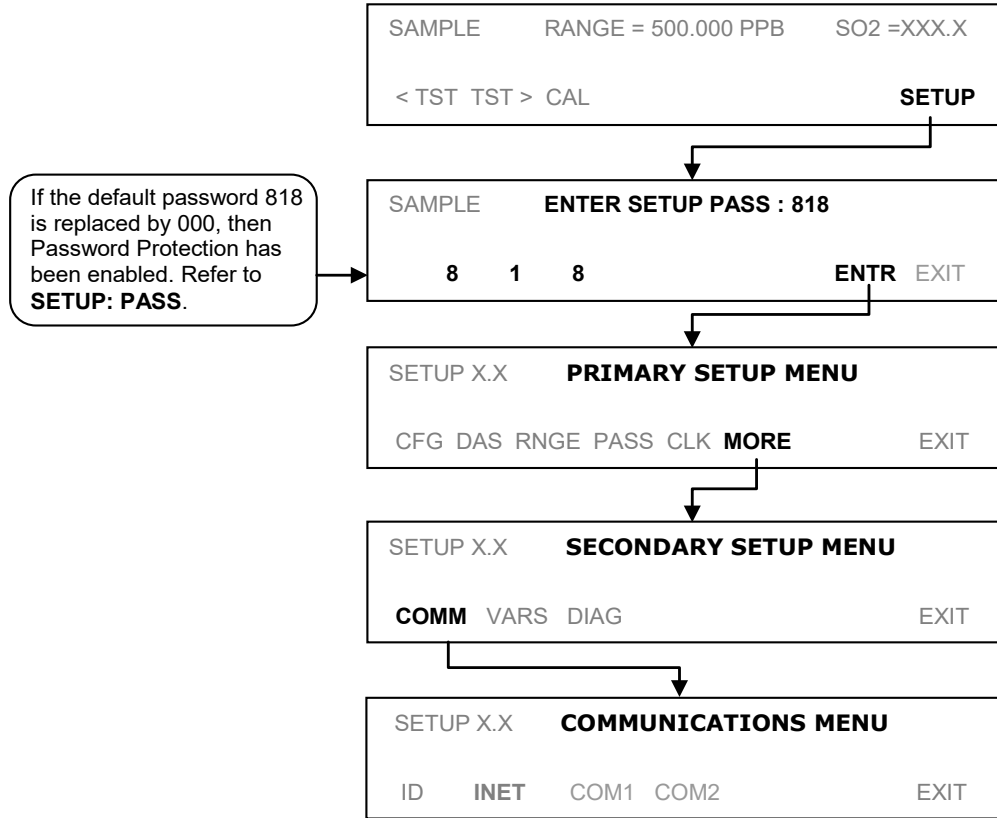 SAMPLE RANGE = 500.000 PPB SO2 =XXX.X
< TST TST > CAL SETUP
If the default password 818
is replaced by 000, then
Password Protection has
been enabled. Refer to
SETUP: PASS.
SAMPLE ENTER SETUP PASS : 818
8 1 8 ENTR EXIT
SETUP X.X PRIMARY SETUP MENU
CFG DAS RNGE PASS CLK MORE EXIT
SETUP X.X SECONDARY SETUP MENU
COMM VARS DIAG EXIT
SETUP X.X COMMUNICATIONS MENU
ID INET COM1 COM2 EXIT